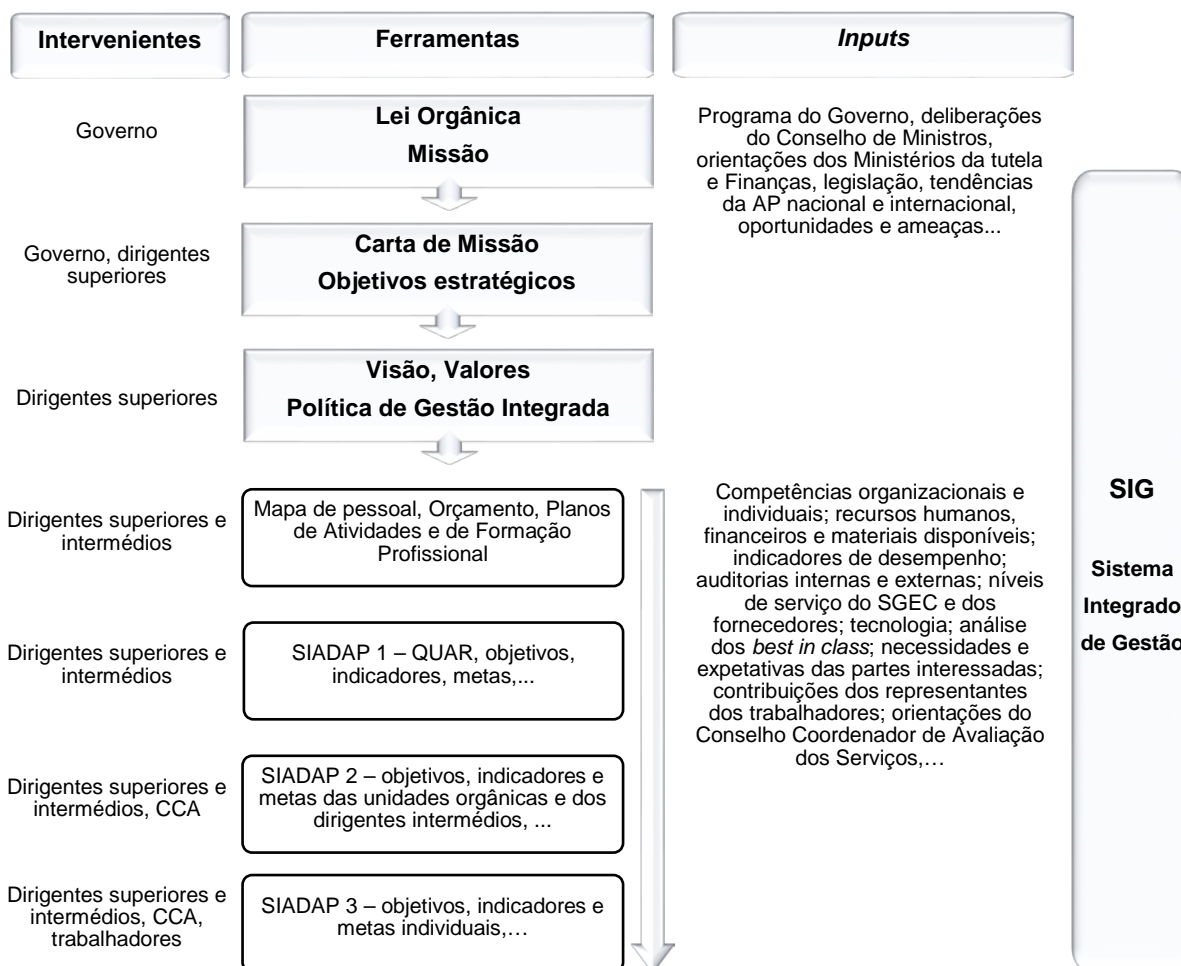 Intervenientes
Ferramentas
Inputs
Governo
Lei Orgânica
Missão
Programa do Governo, deliberações
do Conselho de Ministros,
orientações dos Ministérios da tutela
e Finanças, legislação, tendências
da AP nacional e internacional,
oportunidades e ameaças...
Governo, dirigentes
superiores
Carta de Missão
Objetivos estratégicos
Dirigentes superiores
Visão, Valores
Política de Gestão Integrada
Dirigentes superiores e
intermédios
Mapa de pessoal, Orçamento, Planos
de Atividades e de Formação
Profissional
Competências organizacionais e
individuais; recursos humanos,
financeiros e materiais disponíveis;
indicadores de desempenho;
auditorias internas e externas; níveis
de serviço do SGEC e dos
fornecedores; tecnologia; análise
dos best in class; necessidades e
expetativas das partes interessadas;
contribuições dos representantes
dos trabalhadores; orientações do
Conselho Coordenador de Avaliação
dos Serviços,…
Dirigentes superiores e
intermédios
SIADAP 1 – QUAR, objetivos,
indicadores, metas,...
Dirigentes superiores e
intermédios, CCA
SIADAP 2 – objetivos, indicadores e
metas das unidades orgânicas e dos
dirigentes intermédios, ...
Dirigentes superiores e
intermédios, CCA,
trabalhadores
SIADAP 3 – objetivos, indicadores e
metas individuais,…
SIG
Sistema
Integrado
de Gestão